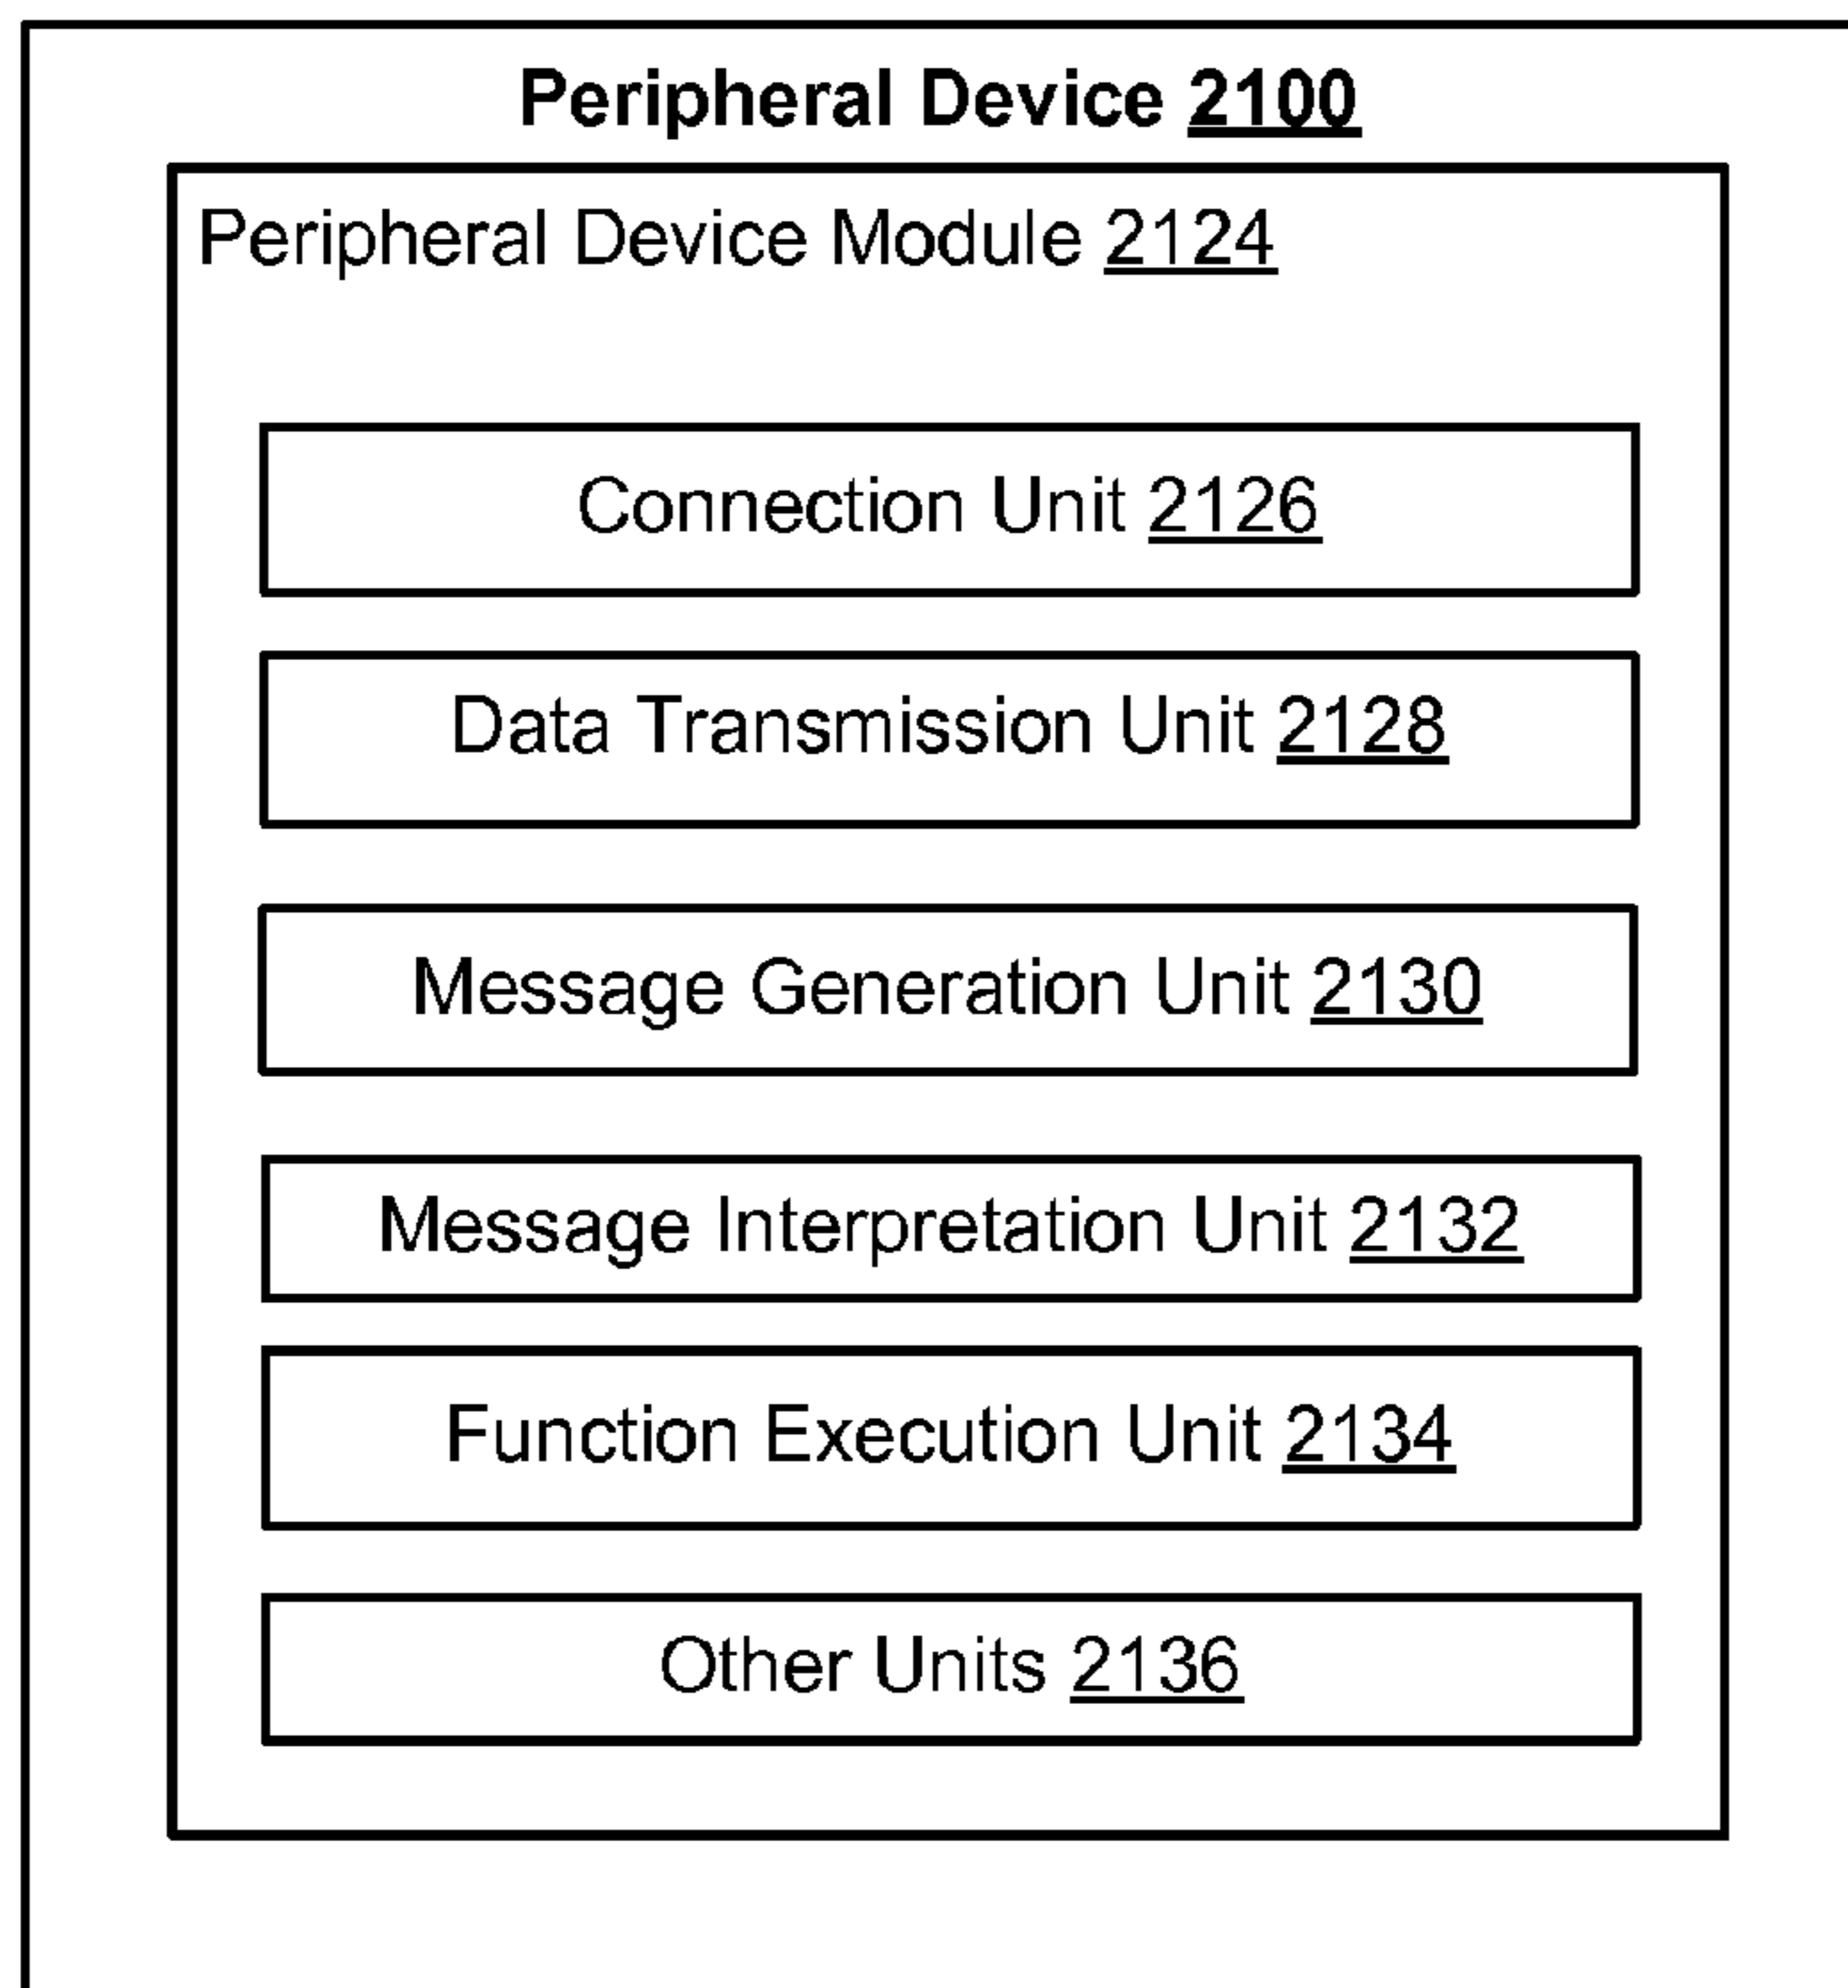 Peripheral Device 2100
Peripheral Device Module 2124
Connection Unit 2126
Data Transmission Unit 2128
Message Generation Unit 2130
Message Interpretation Unit 2132
Function Execution Unit 2134
Other Units 2136